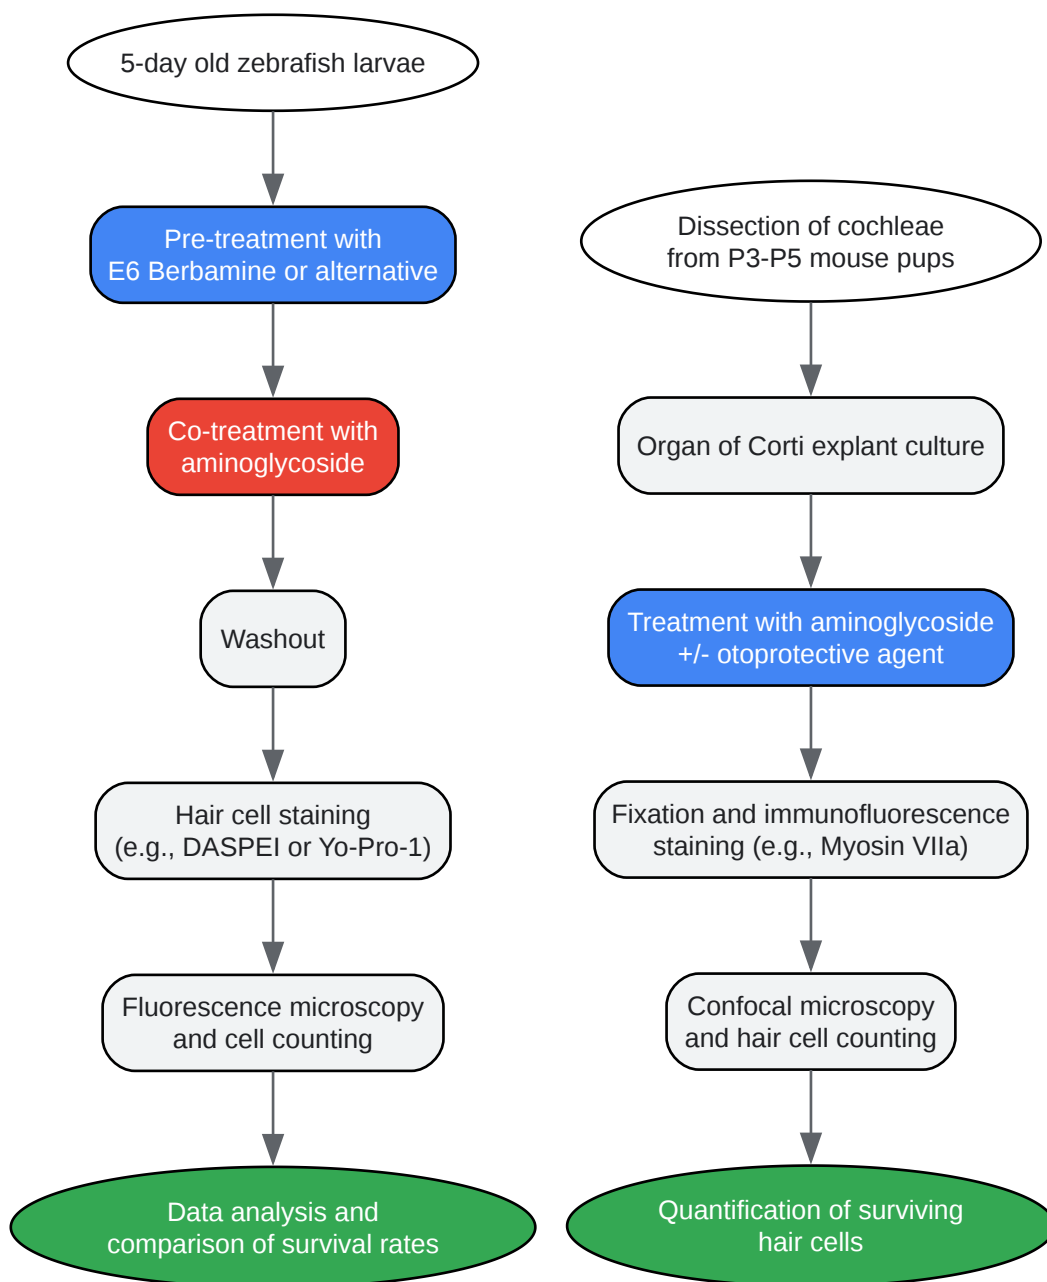 5-day old zebrafish larvae
Pre-treatment with
E6 Berbamine or alternative
Co-treatment with
aminoglycoside
Washout
Hair cell staining
(e.g., DASPEI or Yo-Pro-1)
Fluorescence microscopy
and cell counting
Data analysis and
comparison of survival rates
Dissection of cochleae
from P3-P5 mouse pups
Organ of Corti explant culture
Treatment with aminoglycoside
+/- otoprotective agent
Fixation and immunofluorescence
staining (e.g., Myosin VIIa)
Confocal microscopy
and hair cell counting
Quantification of surviving
hair cells